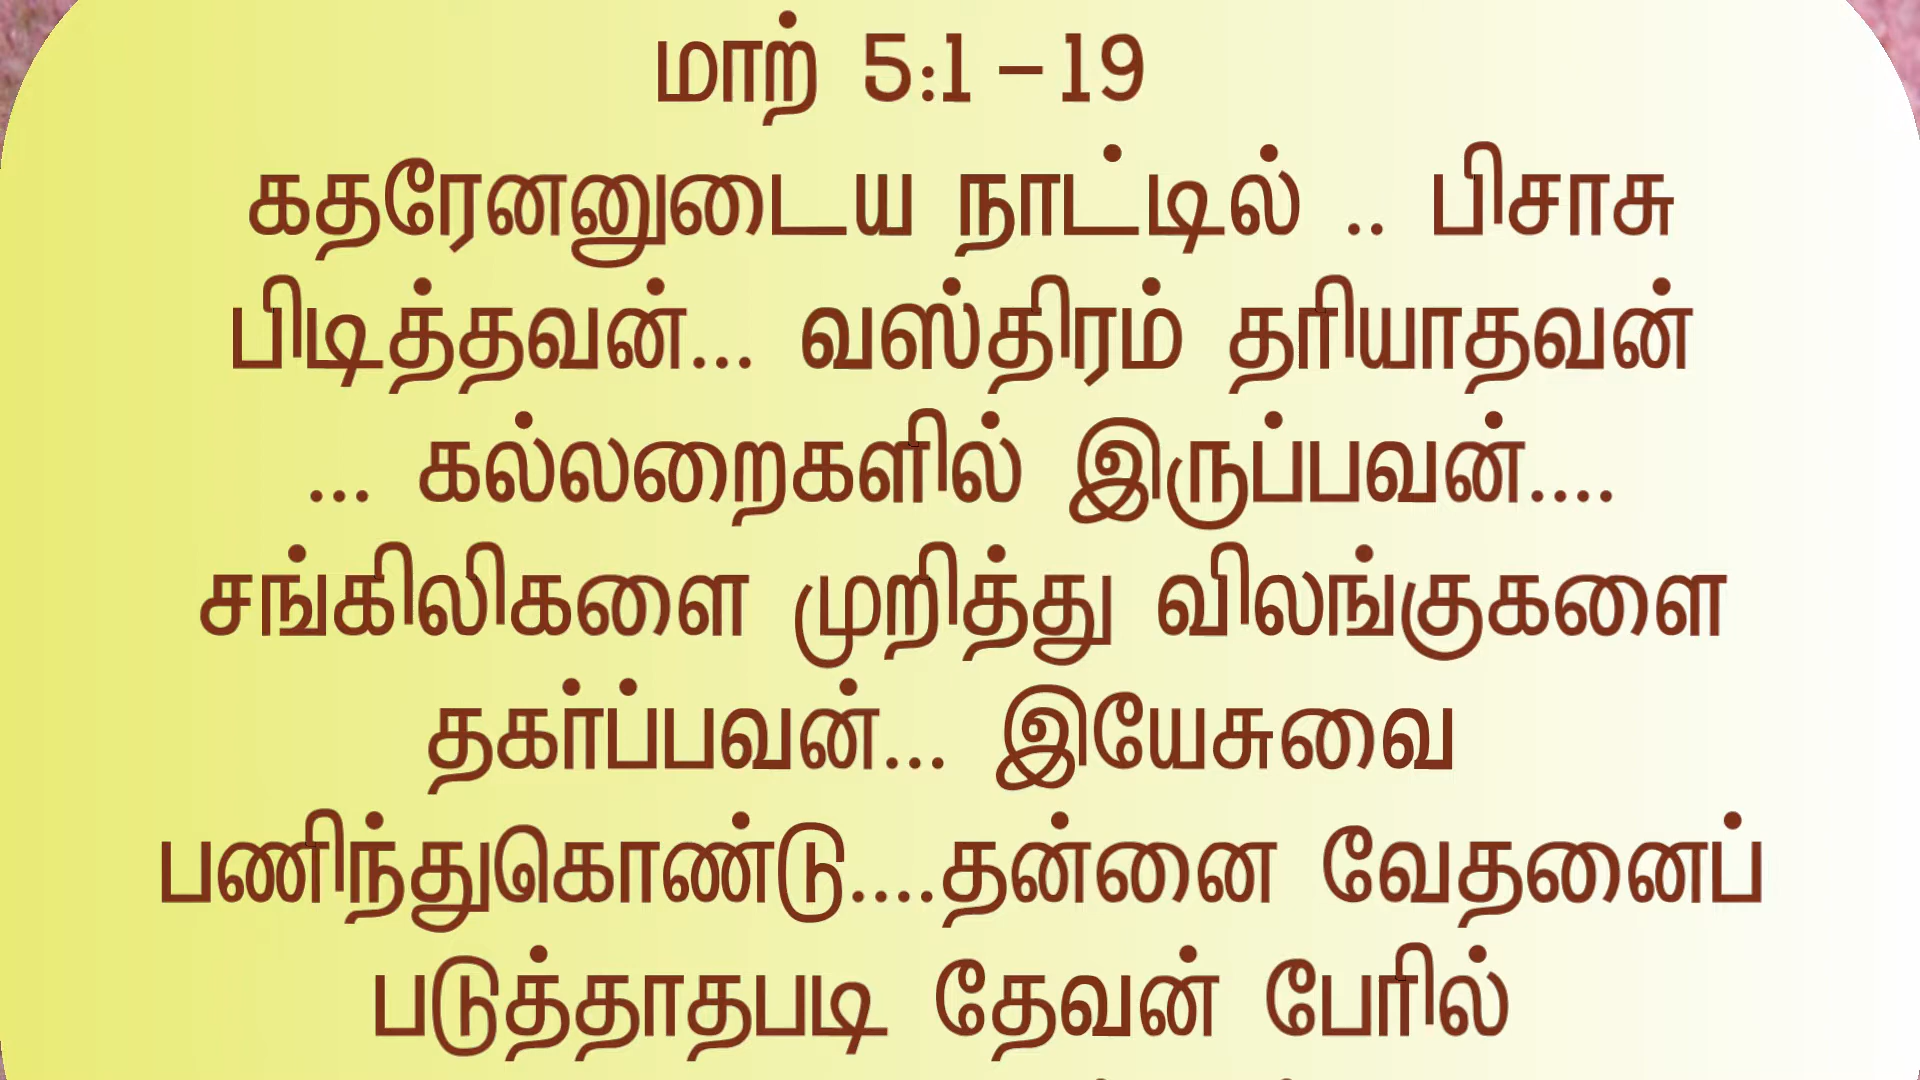 மாற் 5:1 – 19
கதரேனனுடைய நாட்டில் .. பிசாசு
பிடித்தவன்... வஸ்திரம் தரியாதவன்
... கல்லறைகளில் இருப்பவன்....
சங்கிலிகளை முறித்து விலங்குகளை
தகர்ப்பவன்... இயேசுவை
பணிந்துகொண்டு....தன்னை வேதனைப்
படுத்தாதபடி தேவன் பேரில்